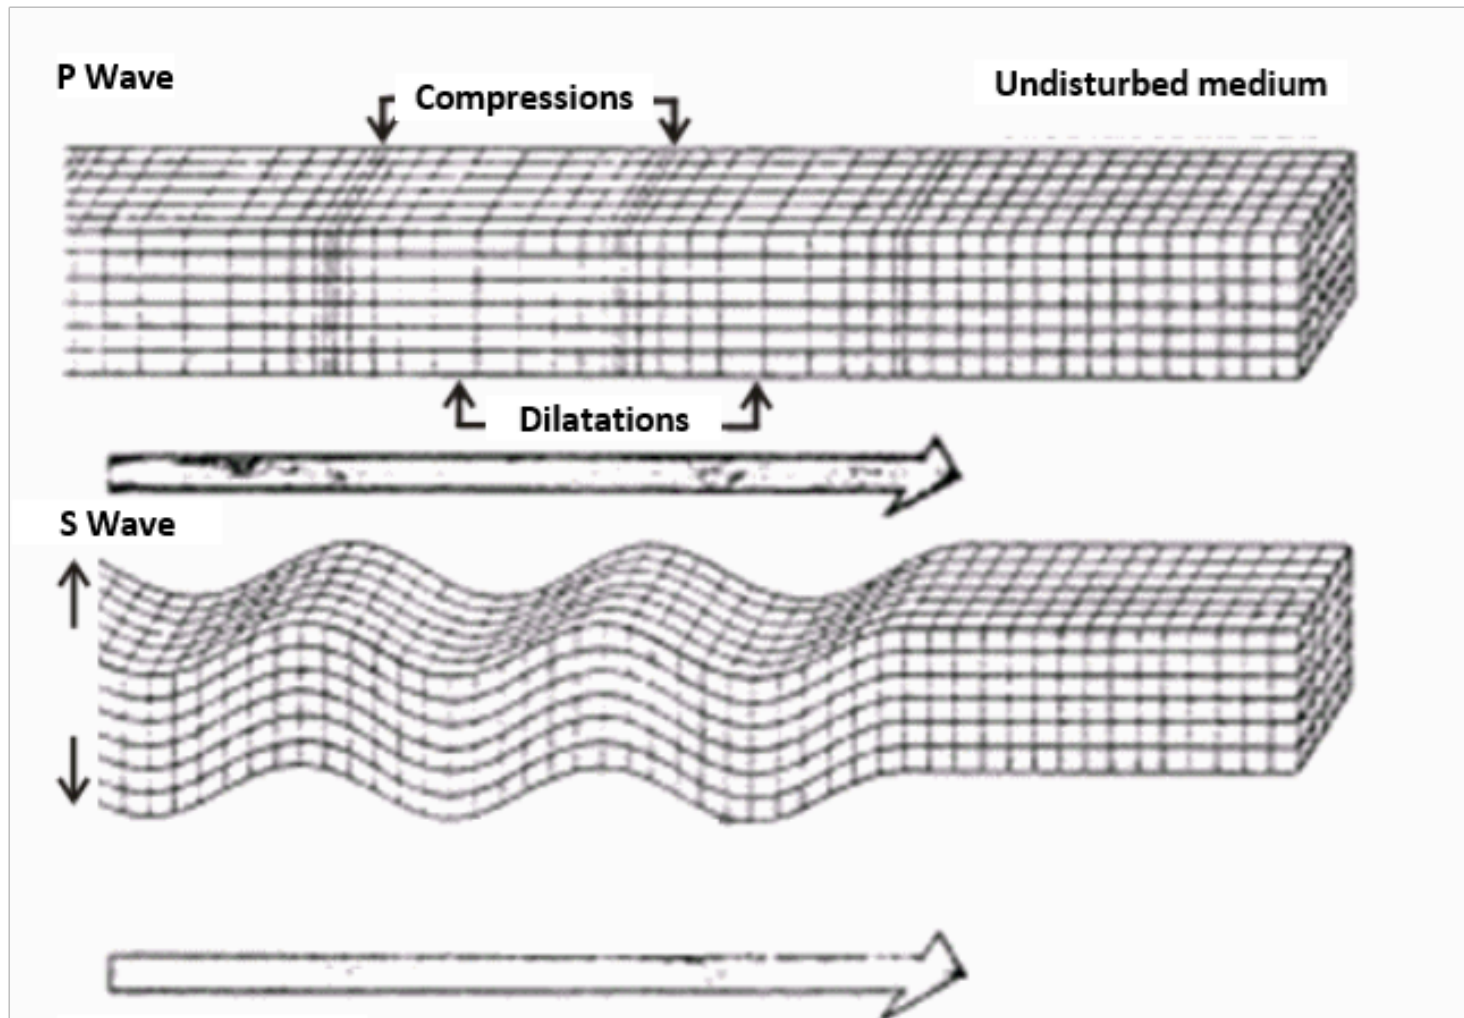 P Wave
Compressions
Undisturbed medium
Dilatations
S Wave